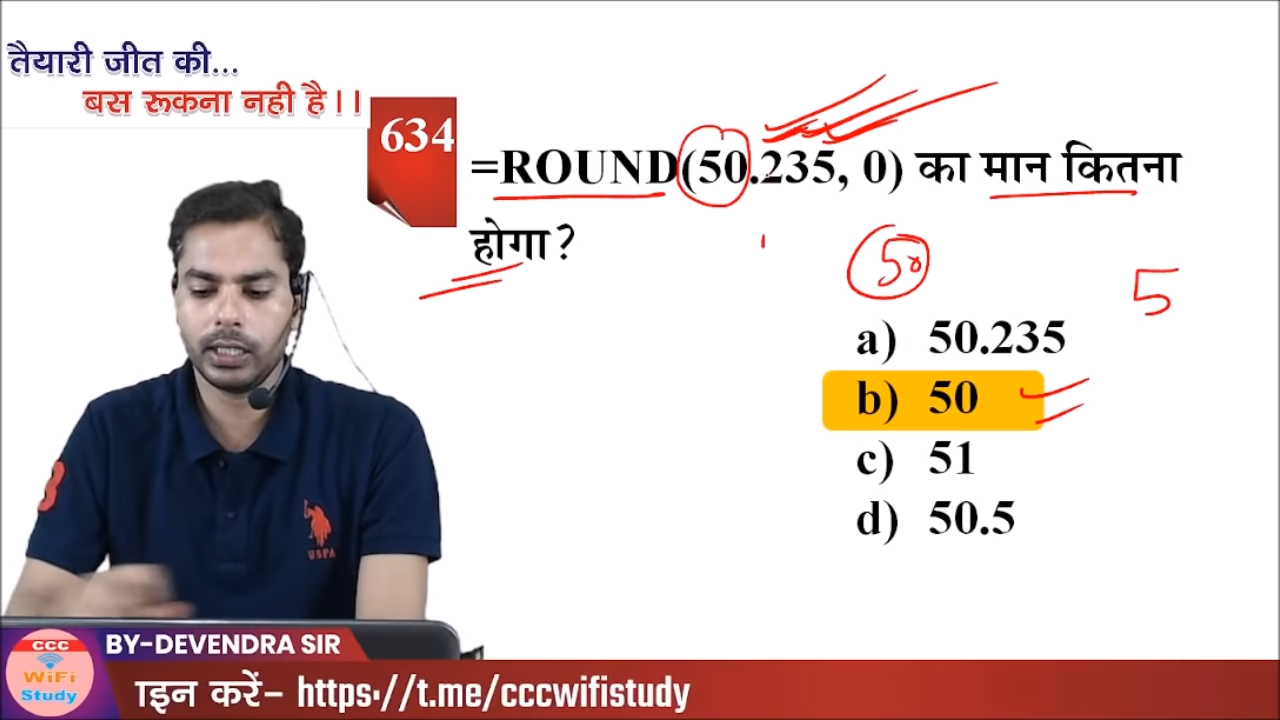 तैयारी जीत की...
बस रूकना नही है।।
634
=ROUND(50.235, 0) का मान कितना
होगा?
50
5
a) 50.235
b) 50
c) 51
d) 50.5
3
USPA
CCC
WiFi
Study
BY-DEVENDRA SIR
ाइन करें- https://t.me/cccwifistudy